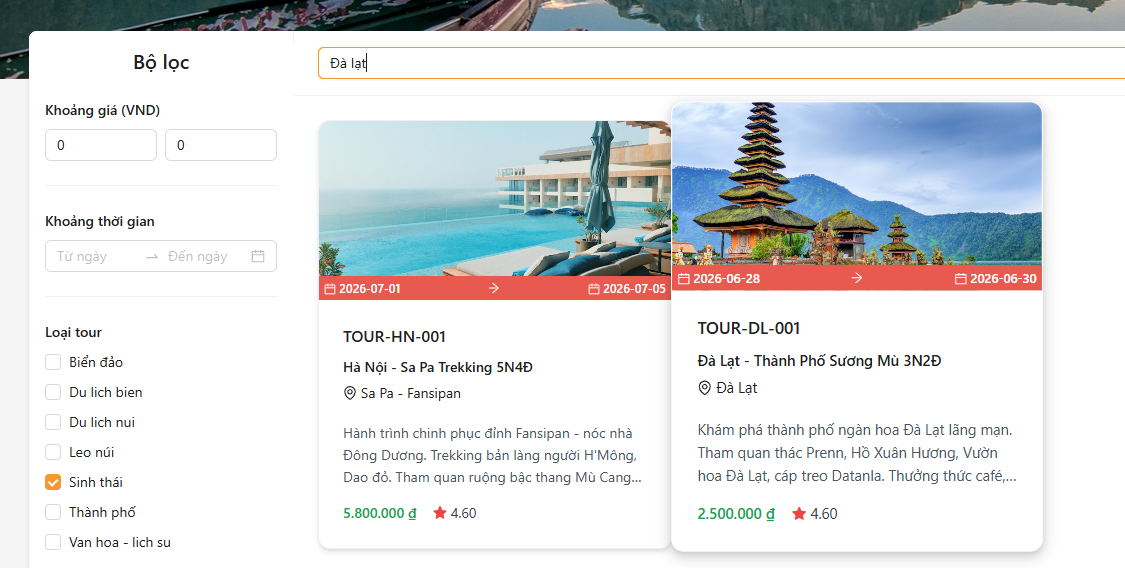 Bộ lọc
Khoảng giá (VND)
0
0
Khoảng thời gian
Từ ngày
Đến ngày
Loại tour
Biển đảo
Du lich bien
Du lich nui
Leo núi
Sinh thái
Thành phố
Van hoa - lich su
Đà lạt
2026-07-01
2026-07-05
TOUR-HN-001
Hà Nội - Sa Pa Trekking 5N4Đ
Sa Pa - Fansipan
Hành trình chinh phục đỉnh Fansipan - nóc nhà
Đông Dương. Trekking bản làng người H'Mông,
Dao đỏ. Tham quan ruộng bậc thang Mù Cang...
5.800.000 ₫
4.60
2026-06-28
2026-06-30
TOUR-DL-001
Đà Lạt - Thành Phố Sương Mù 3N2Đ
Đà Lạt
Khám phá thành phố ngàn hoa Đà Lạt lãng mạn.
Tham quan thác Prenn, Hồ Xuân Hương, Vườn
hoa Đà Lạt, cáp treo Datanla. Thưởng thức café,...
2.500.000 ₫
4.60